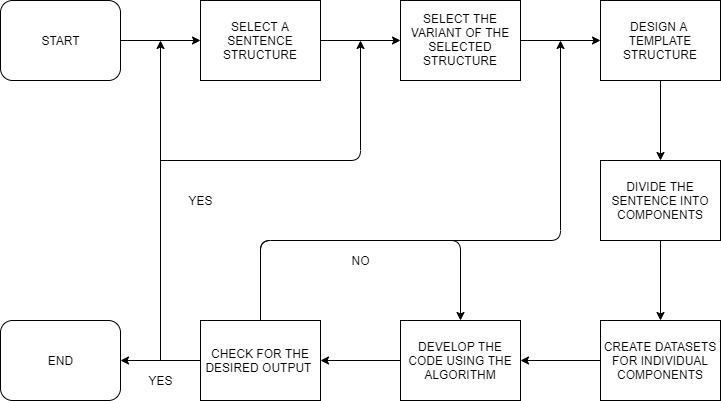 START
SELECT A
SENTENCE
STRUCTURE
SELECT THE
VARIANT OF THE
SELECTED
STRUCTURE
DESIGN A
TEMPLATE
STRUCTURE
DIVIDE THE
SENTENCE INTO
COMPONENTS
YES
NO
END
YES
CHECK FOR THE
DESIRED OUTPUT
DEVELOP THE
CODE USING THE
ALGORITHM
CREATE DATASETS
FOR INDIVIDUAL
COMPONENTS